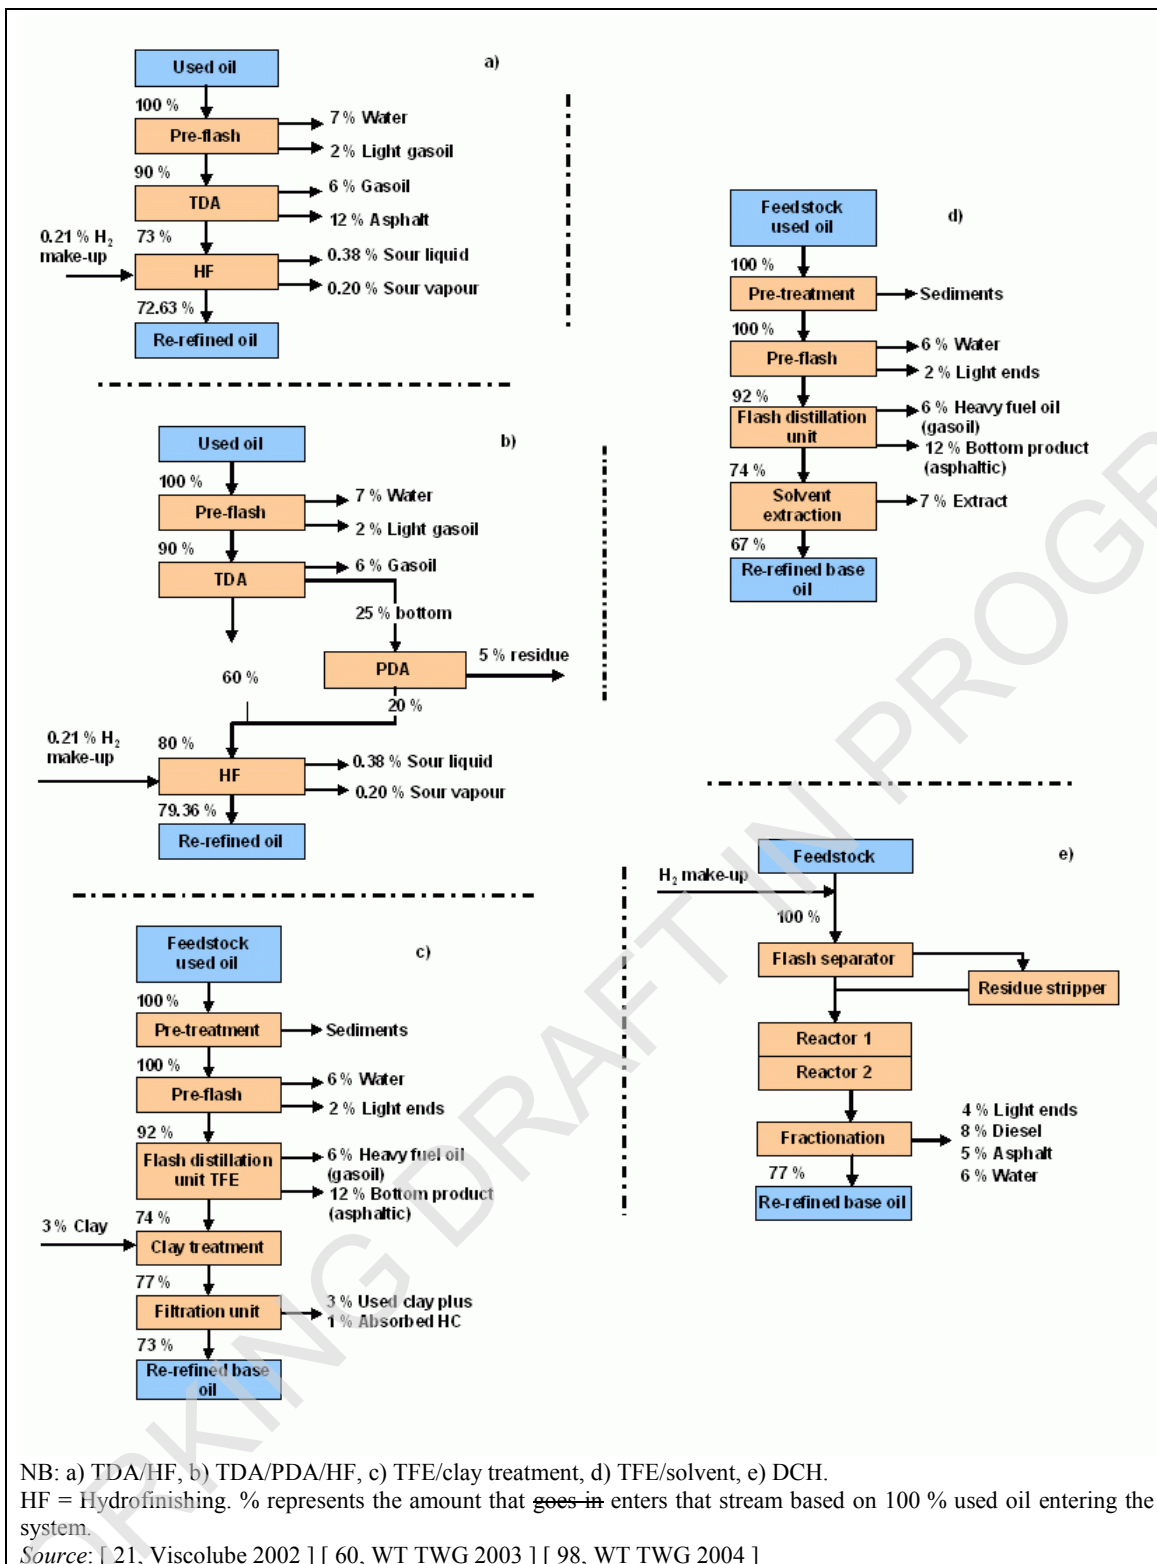 a)
Used oil
100 %
Pre-flash
7 % Water
2 % Light gasoil
90 %
TDA
6 % Gasoil
12 % Asphalt
0.21 % H2
make-up
73 %
HF
0.38 % Sour liquid
0.20 % Sour vapour
72.63 %
Re-refined oil
b)
Used oil
100 %
Pre-flash
7 % Water
2 % Light gasoil
90 %
TDA
6 % Gasoil
25 % bottom
PDA
5 % residue
60 %
20 %
0.21 % H2
make-up
80 %
HF
0.38 % Sour liquid
0.20 % Sour vapour
79.36 %
Re-refined oil
c)
Feedstock
used oil
100 %
Pre-treatment
Sediments
100 %
Pre-flash
6 % Water
2 % Light ends
92 %
Flash distillation
unit TFE
6 % Heavy fuel oil
(gasoil)
12 % Bottom product
(asphaltic)
74 %
3 % Clay
Clay treatment
77 %
Filtration unit
3 % Used clay plus
1 % Absorbed HC
73 %
Re-refined base
oil
d)
Feedstock
used oil
100 %
Pre-treatment
Sediments
100 %
Pre-flash
6 % Water
2 % Light ends
92 %
Flash distillation
unit
6 % Heavy fuel oil
(gasoil)
12 % Bottom product
(asphaltic)
74 %
Solvent
extraction
7 % Extract
67 %
Re-refined base
oil
e)
Feedstock
H2 make-up
100 %
Flash separator
Residue stripper
Reactor 1
Reactor 2
Fractionation
4 % Light ends
8 % Diesel
5 % Asphalt
6 % Water
77 %
Re-refined base oil
NB: a) TDA/HF, b) TDA/PDA/HF, c) TFE/clay treatment, d) TFE/solvent, e) DCH.
HF = Hydrofinishing. % represents the amount that goes in enters that stream based on 100 % used oil entering the
system.
Source: [ 21, Viscolube 2002 ] [ 60, WT TWG 2003 ] [ 98, WT TWG 2004 ]
ORKING DRAFT IN PROGR